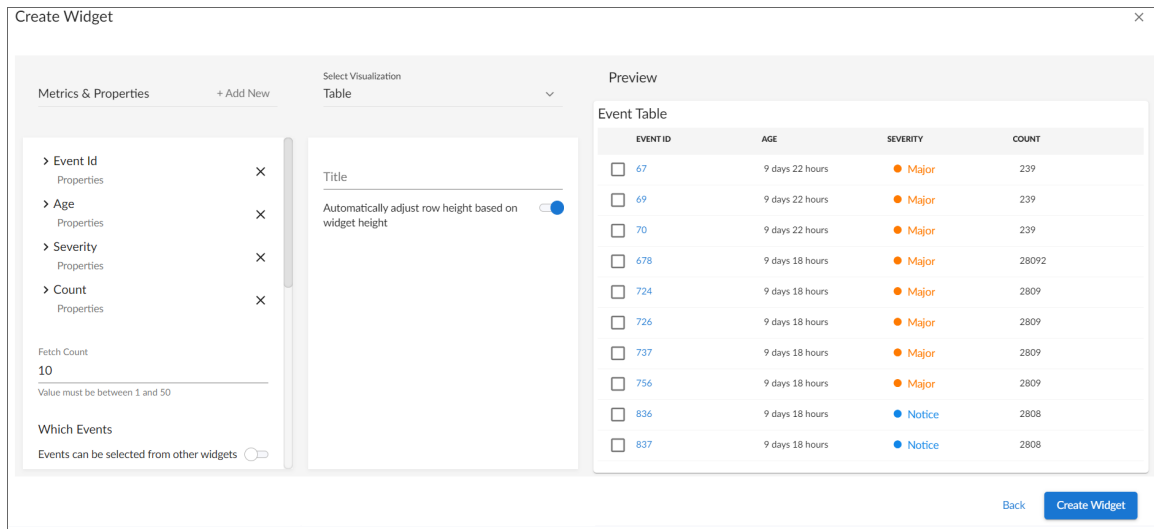 Create Widget
Metrics & Properties
+ Add New
Event Id
Properties
Age
Properties
Severity
Properties
Count
Properties
Fetch Count
10
Value must be between 1 and 50
Which Events
Events can be selected from other widgets
Select Visualization
Table
Title
Automatically adjust row height based on
widget height
Preview
Event Table
EVENT ID AGE SEVERITY COUNT
67 9 days 22 hours Major 239
69 9 days 22 hours Major 239
70 9 days 22 hours Major 239
678 9 days 18 hours Major 28092
724 9 days 18 hours Major 2809
726 9 days 18 hours Major 2809
737 9 days 18 hours Major 2809
756 9 days 18 hours Major 2809
836 9 days 18 hours Notice 2808
837 9 days 18 hours Notice 2808
Back
Create Widget